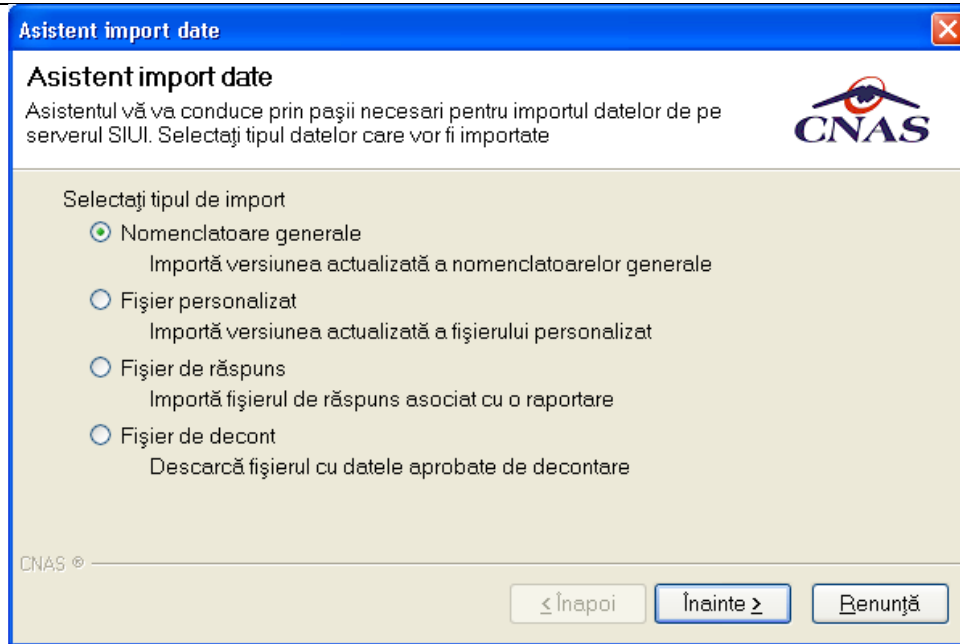 Asistent import date
Asistent import date
Asistentul vă va conduce prin paşii necesari pentru importul datelor de pe
serverul SIUI. Selectaţi tipul datelor care vor fi importate
CNAS
Selectaţi tipul de import
Nomenclatoare generale
Importă versiunea actualizată a nomenclatoarelor generale
Fişier personalizat
Importă versiunea actualizată a fişierului personalizat
Fişier de răspuns
Importă fişierul de răspuns asociat cu o raportare
Fişier de decont
Descarcă fişierul cu datele aprobate de decontare
CNAS ®
< Înapoi
Înainte >
Renunţă